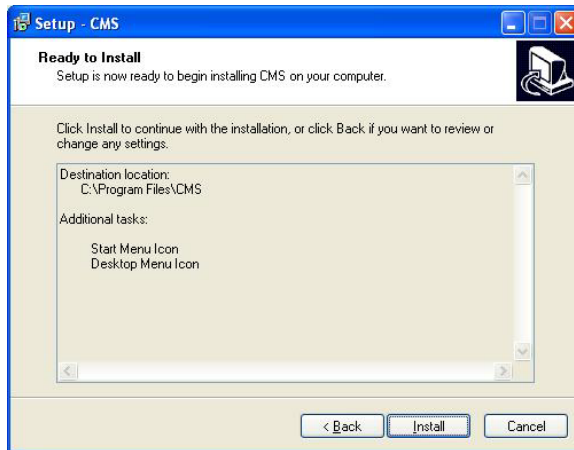 Setup - CMS
Ready to Install
Setup is now ready to begin installing CMS on your computer.
Click Install to continue with the installation, or click Back if you want to review or
change any settings.
Destination location:
C:\Program Files\CMS
Additional tasks:
Start Menu Icon
Desktop Menu Icon
< Back
Install
Cancel